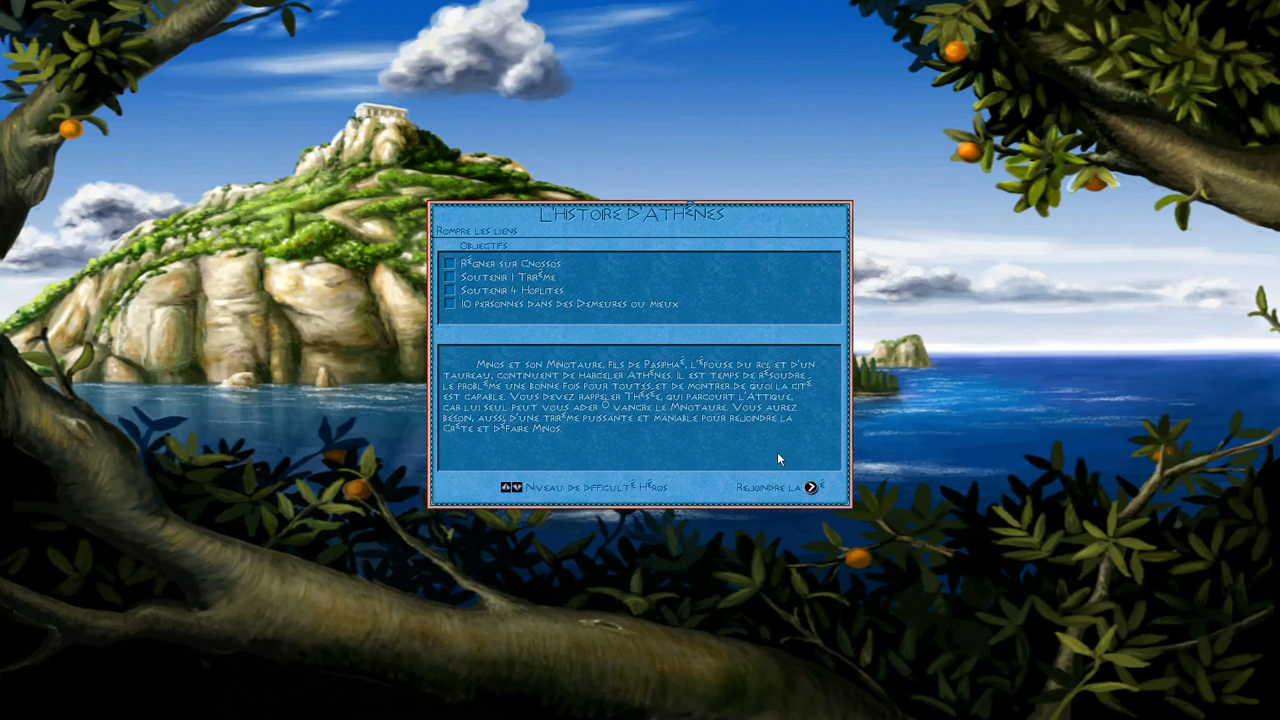 L'Histoire d'Athènes
Rompre les liens
Objectifs
Régner sur Cnossos
Soutenir 1 Trirème
Soutenir 4 Hoplites
10 personnes dans des Demeures ou mieux
Minos et son Minotaure, fils de Pasiphaé, l'épouse du roi, et d'un
taureau, continuent de harceler Athènes. Il est temps de résoudre
le problème une bonne fois pour toutes et de montrer de quoi la cité
est capable. Vous devez rappeler Thésée, qui parcourt l'Attique,
car lui seul peut vous aider à vaincre le Minotaure. Vous aurez
besoin, aussi, d'une trirème puissante et maniable pour rejoindre la
Crète et défaire Minos.
Niveau de difficulté Héros
Rejoindre la